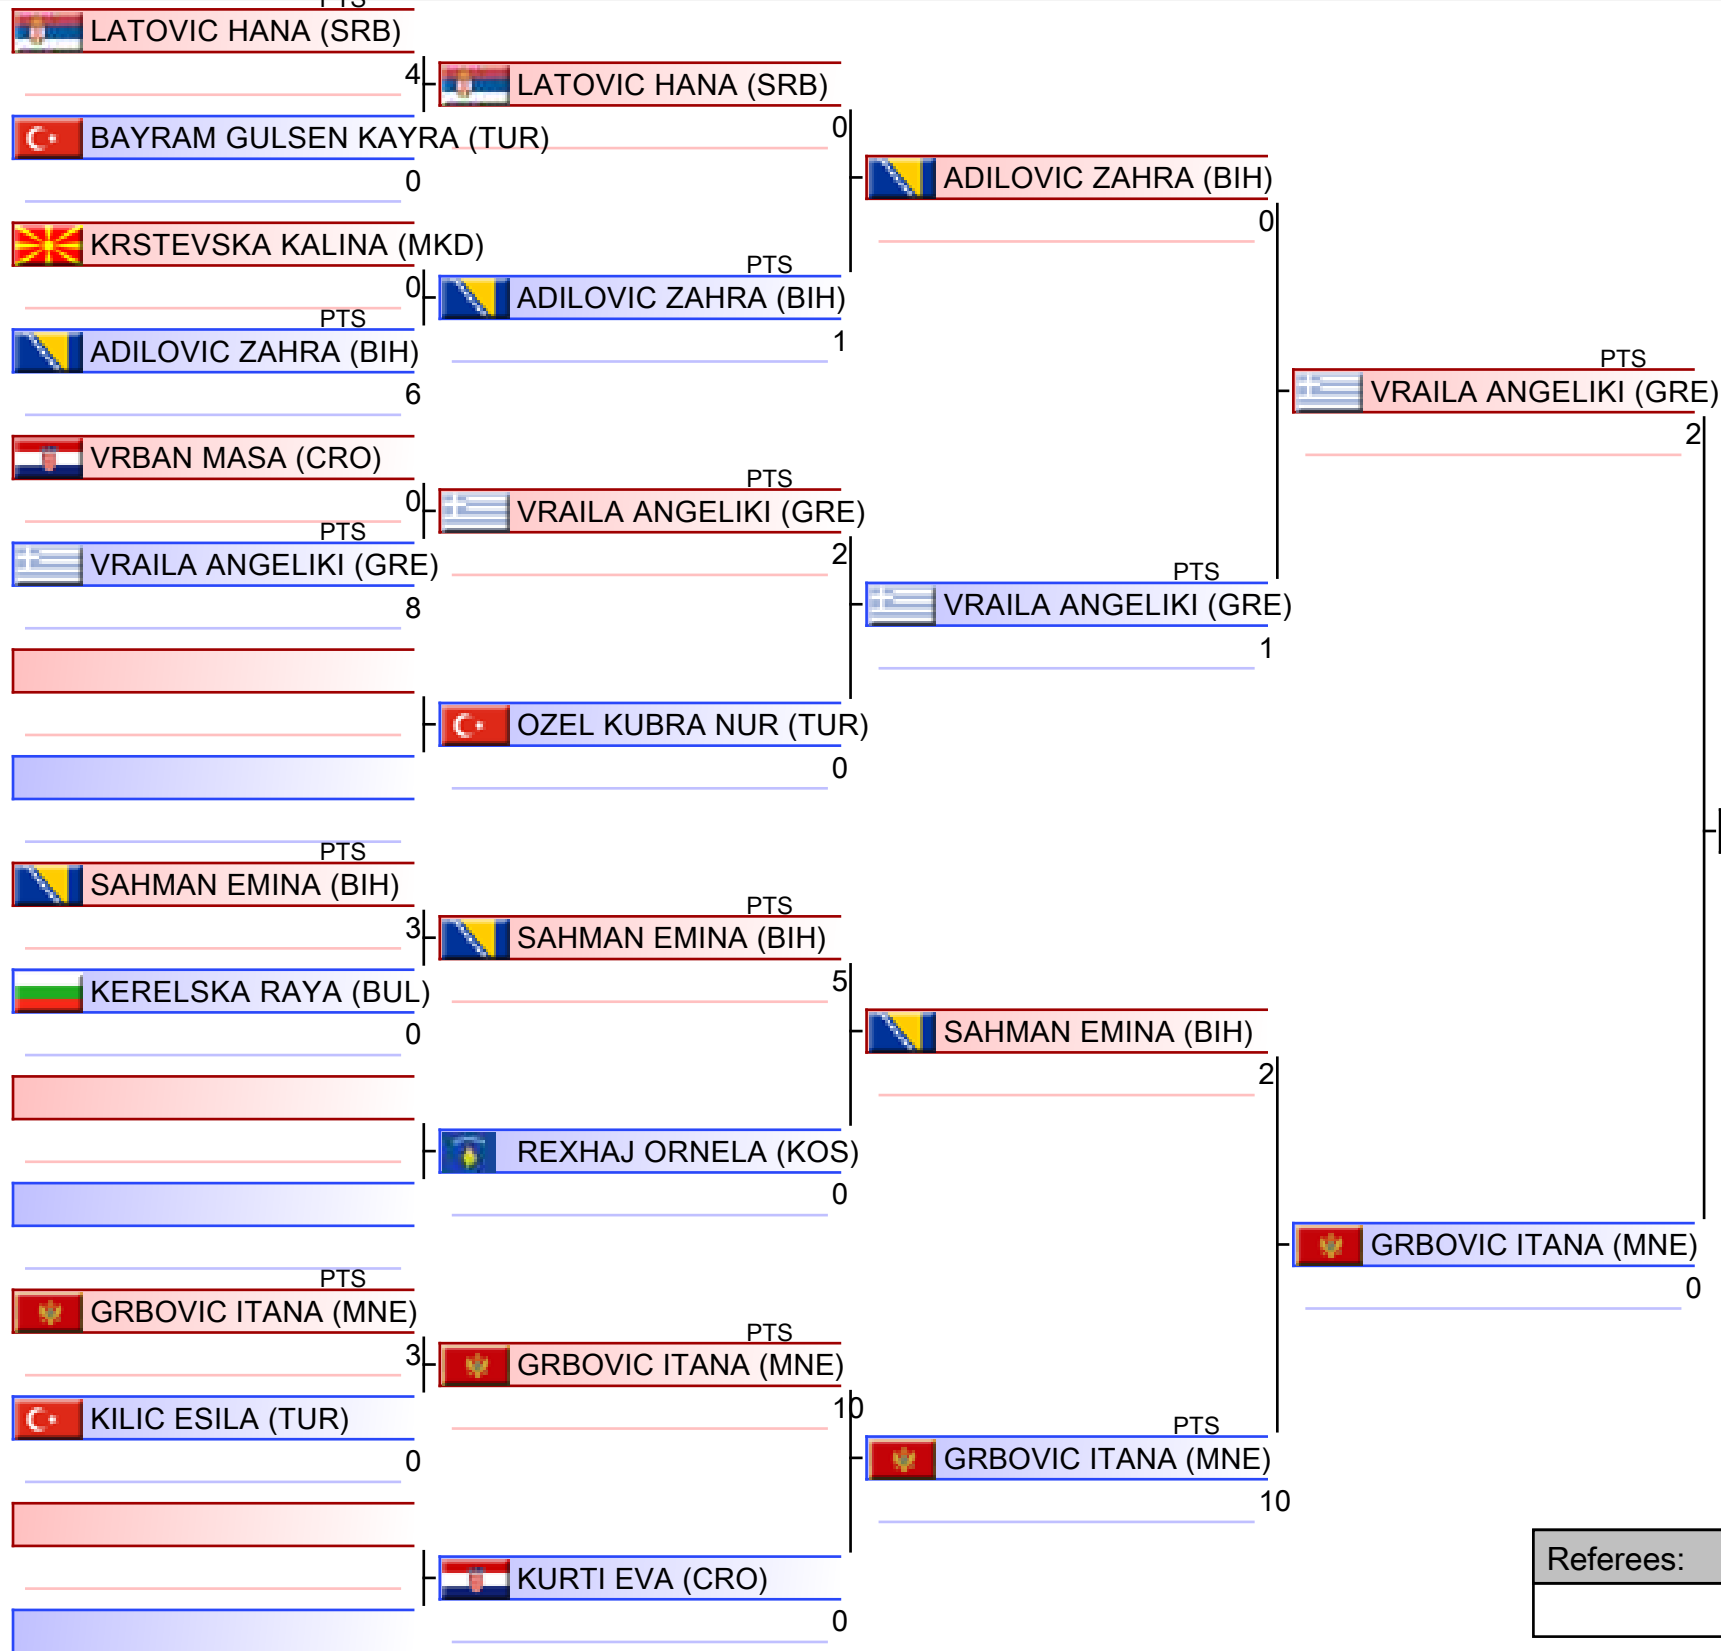 PTS
LATOVIC HANA (SRB)
4
BAYRAM GULSEN KAYRA (TUR)
0
KRSTEVSKA KALINA (MKD)
0
PTS
ADILOVIC ZAHRA (BIH)
6
VRBAN MASA (CRO)
0
PTS
VRAILA ANGELIKI (GRE)
8
PTS
SAHMAN EMINA (BIH)
3
KERELSKA RAYA (BUL)
0
PTS
GRBOVIC ITANA (MNE)
3
KILIC ESILA (TUR)
0
LATOVIC HANA (SRB)
0
PTS
ADILOVIC ZAHRA (BIH)
1
PTS
VRAILA ANGELIKI (GRE)
2
OZEL KUBRA NUR (TUR)
0
PTS
SAHMAN EMINA (BIH)
5
REXHAJ ORNELA (KOS)
0
PTS
GRBOVIC ITANA (MNE)
10
KURTI EVA (CRO)
0
ADILOVIC ZAHRA (BIH)
0
PTS
VRAILA ANGELIKI (GRE)
1
SAHMAN EMINA (BIH)
2
PTS
GRBOVIC ITANA (MNE)
10
PTS
VRAILA ANGELIKI (GRE)
2
GRBOVIC ITANA (MNE)
0
Referees: